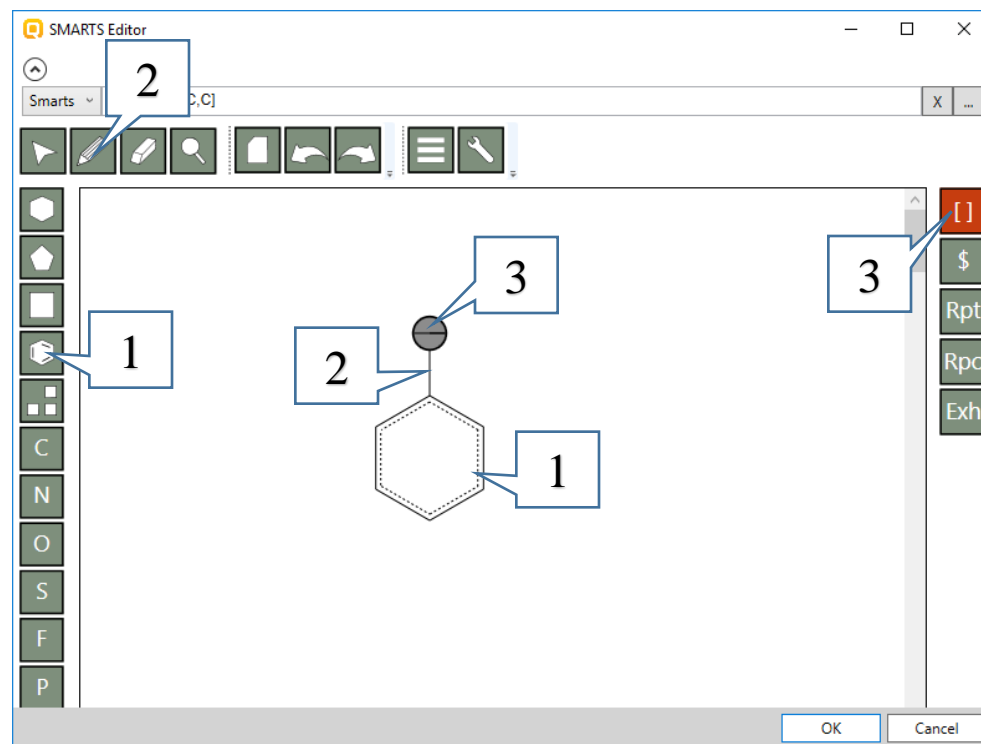 SMARTS Editor
2
Smarts
C,C]
X ...
[ ]
3
3
$
1
Rpt
2
Rpc
Exh
C
1
N
O
S
F
P
OK
Cancel